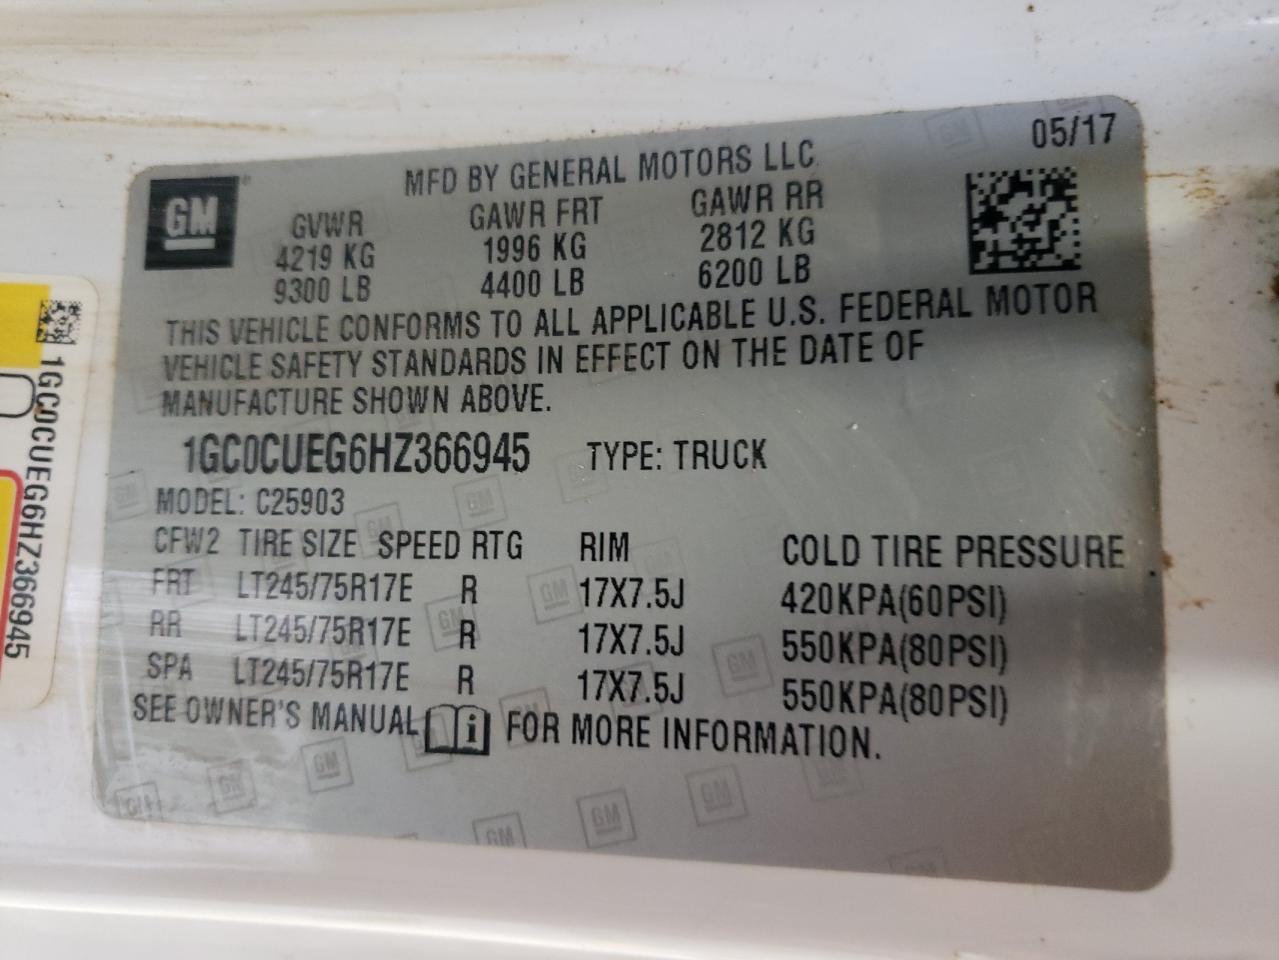 05/17
GM
MFD BY GENERAL MOTORS LLC
GVWR GAWR FRT GAWR RR
4219 KG 1996 KG 2812 KG
9300 LB 4400 LB 6200 LB
THIS VEHICLE CONFORMS TO ALL APPLICABLE U.S. FEDERAL MOTOR
VEHICLE SAFETY STANDARDS IN EFFECT ON THE DATE OF
MANUFACTURE SHOWN ABOVE.
1GC0CUEG6HZ366945 TYPE: TRUCK
MODEL: C25903
CFW2 TIRE SIZE SPEED RTG RIM COLD TIRE PRESSURE
FRT LT245/75R17E R 17X7.5J 420KPA(60PSI)
RR LT245/75R17E R 17X7.5J 550KPA(80PSI)
SPA LT245/75R17E R 17X7.5J 550KPA(80PSI)
SEE OWNER'S MANUAL i FOR MORE INFORMATION.
1GC0CUEG6HZ366945